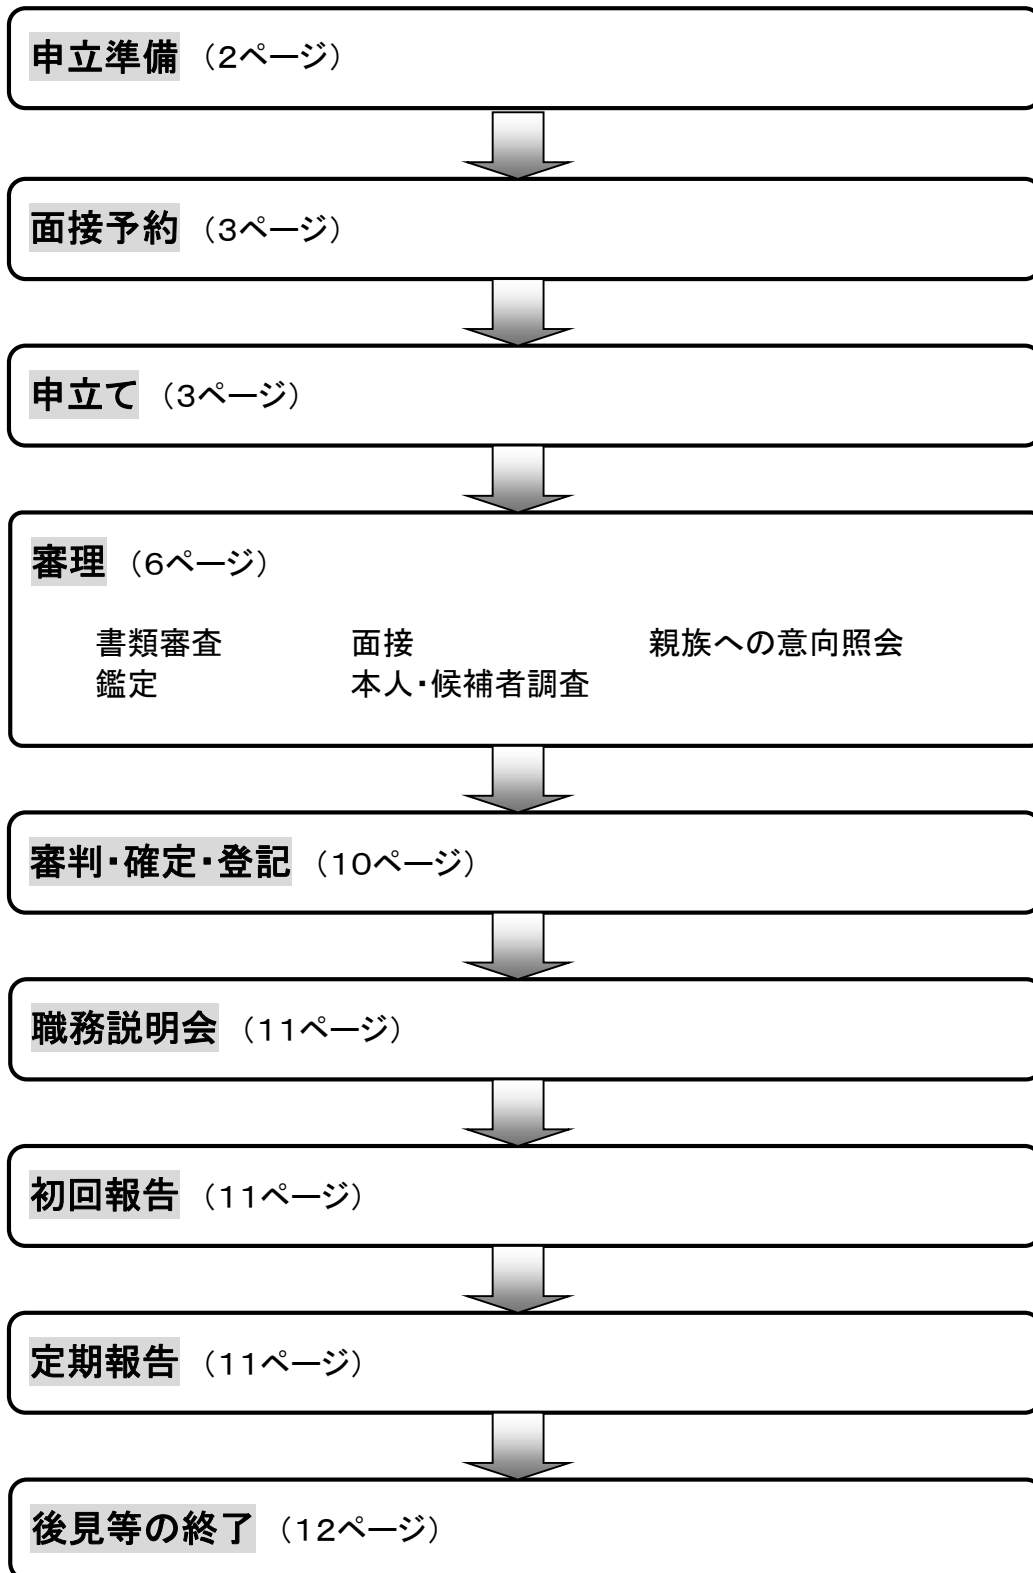 申立準備（２ページ）
面接予約（３ページ）
申立て（３ページ）
審理（６ページ）
書類審査　面接　親族への意向照会
鑑定　本人・候補者調査
審判・確定・登記（１０ページ）
職務説明会（１１ページ）
初回報告（１１ページ）
定期報告（１１ページ）
後見等の終了（１２ページ）